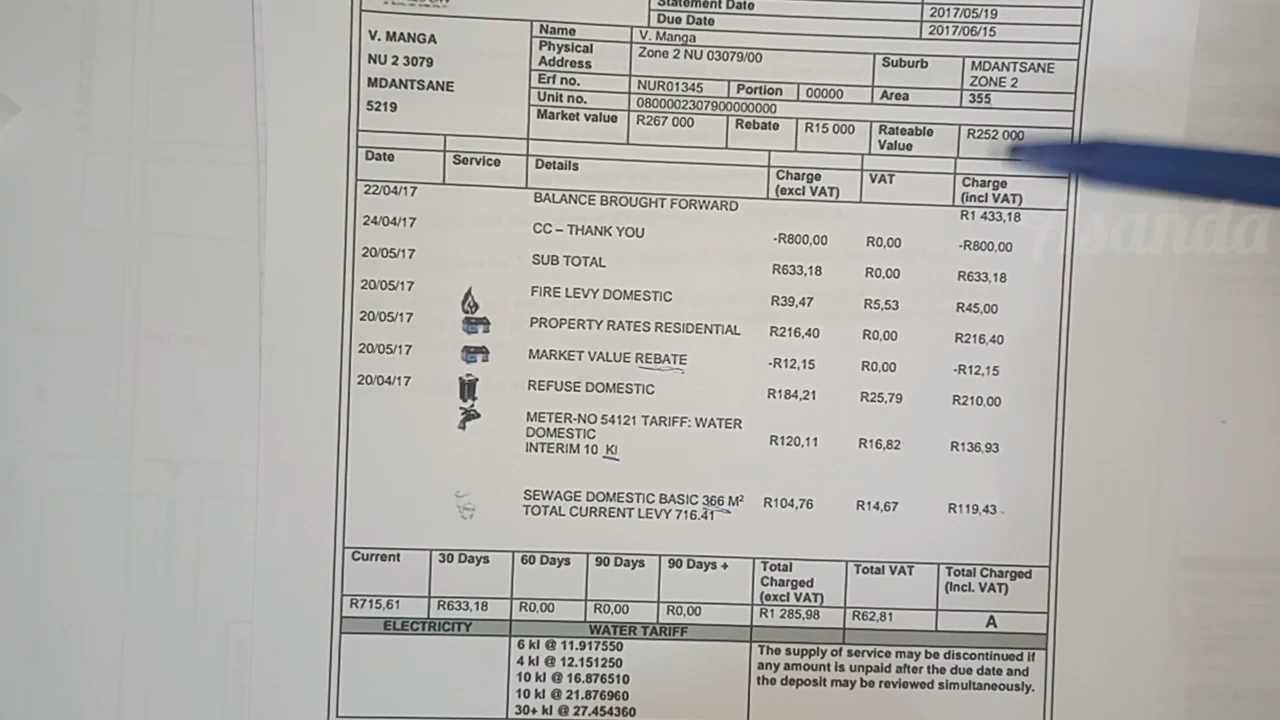 Statement Date 2017/05/19
Due Date 2017/06/15
V. MANGA
NU 2 3079
MDANTSANE
5219
Name V. Manga
Physical Address Zone 2 NU 03079/00 Suburb MDANTSANE ZONE 2
Erf no. NUR01345 Portion 00000 Area 355
Unit no. 0800002307900000000
Market value R267 000 Rebate R15 000 Rateable Value R252 000
Date Service Details Charge (excl VAT) VAT Charge (incl VAT)
22/04/17 BALANCE BROUGHT FORWARD R1 433,18
24/04/17 CC – THANK YOU -R800,00 R0,00 -R800,00
20/05/17 SUB TOTAL R633,18 R0,00 R633,18
20/05/17 FIRE LEVY DOMESTIC R39,47 R5,53 R45,00
20/05/17 PROPERTY RATES RESIDENTIAL R216,40 R0,00 R216,40
20/05/17 MARKET VALUE REBATE -R12,15 R0,00 -R12,15
20/04/17 REFUSE DOMESTIC R184,21 R25,79 R210,00
METER-NO 54121 TARIFF: WATER
DOMESTIC
INTERIM 10 Kl R120,11 R16,82 R136,93
SEWAGE DOMESTIC BASIC 366 M² R104,76 R14,67 R119,43
TOTAL CURRENT LEVY 716.41
Current 30 Days 60 Days 90 Days 90 Days + Total Charged (excl VAT) Total VAT Total Charged (Incl. VAT)
R715,61 R633,18 R0,00 R0,00 R0,00 R1 285,98 R62,81 A
ELECTRICITY WATER TARIFF
6 kl @ 11.917550
4 kl @ 12.151250
10 kl @ 16.876510
10 kl @ 21.876960
30+ kl @ 27.454360
The supply of service may be discontinued if
any amount is unpaid after the due date and
the deposit may be reviewed simultaneously.
Asanda